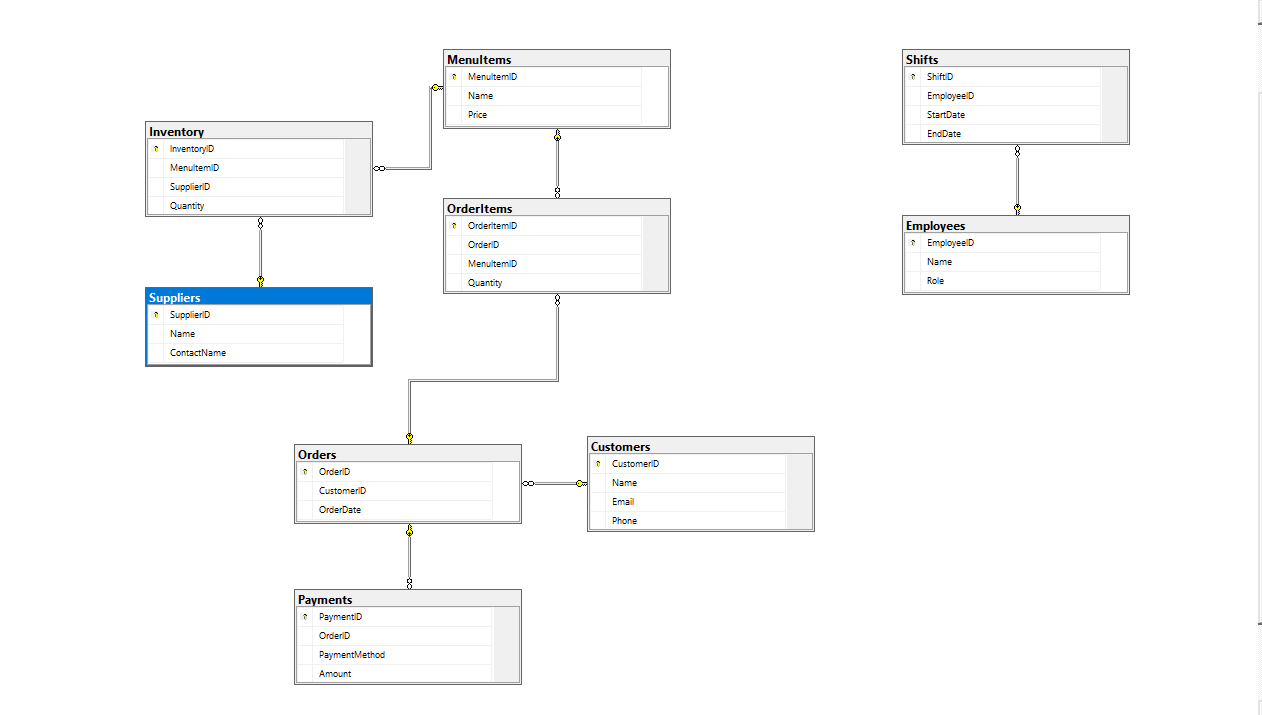 MenuItems
MenuItemID
Name
Price
Shifts
ShiftID
EmployeeID
StartDate
EndDate
Inventory
InventoryID
MenuItemID
SupplierID
Quantity
OrderItems
OrderItemID
OrderID
MenuItemID
Quantity
Employees
EmployeeID
Name
Role
Suppliers
SupplierID
Name
ContactName
Orders
OrderID
CustomerID
OrderDate
Customers
CustomerID
Name
Email
Phone
Payments
PaymentID
OrderID
PaymentMethod
Amount